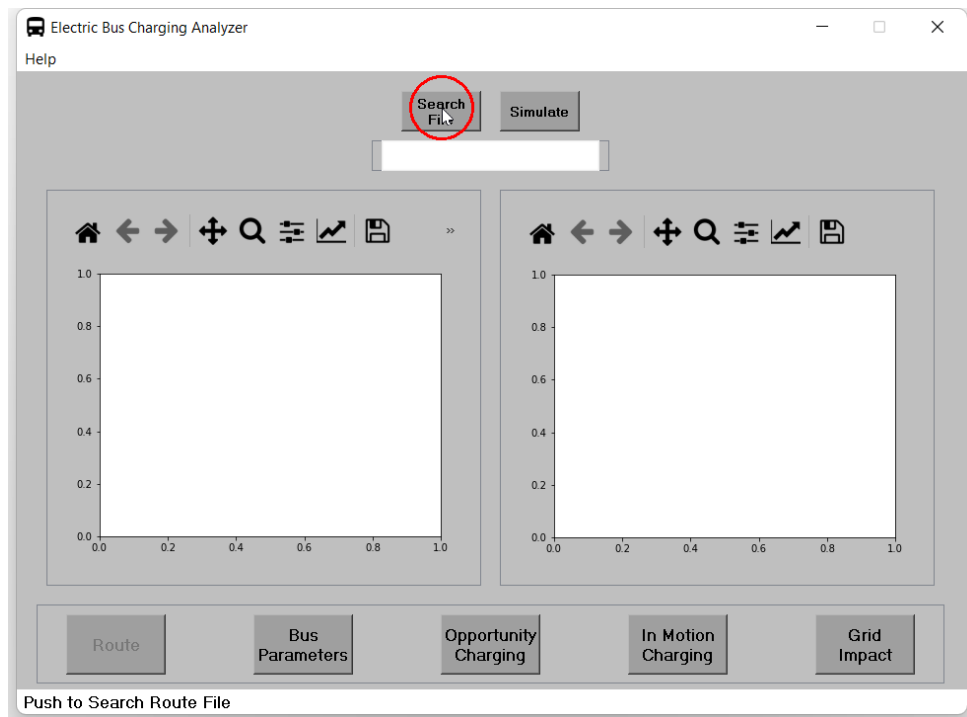 Electric Bus Charging Analyzer
Help
Search
File
Simulate
»
1.0
0.8
0.6
0.4
0.2
0.0
0.0 0.2 0.4 0.6 0.8 1.0
1.0
0.8
0.6
0.4
0.2
0.0
0.0 0.2 0.4 0.6 0.8 1.0
Route
Bus
Parameters
Opportunity
Charging
In Motion
Charging
Grid
Impact
Push to Search Route File